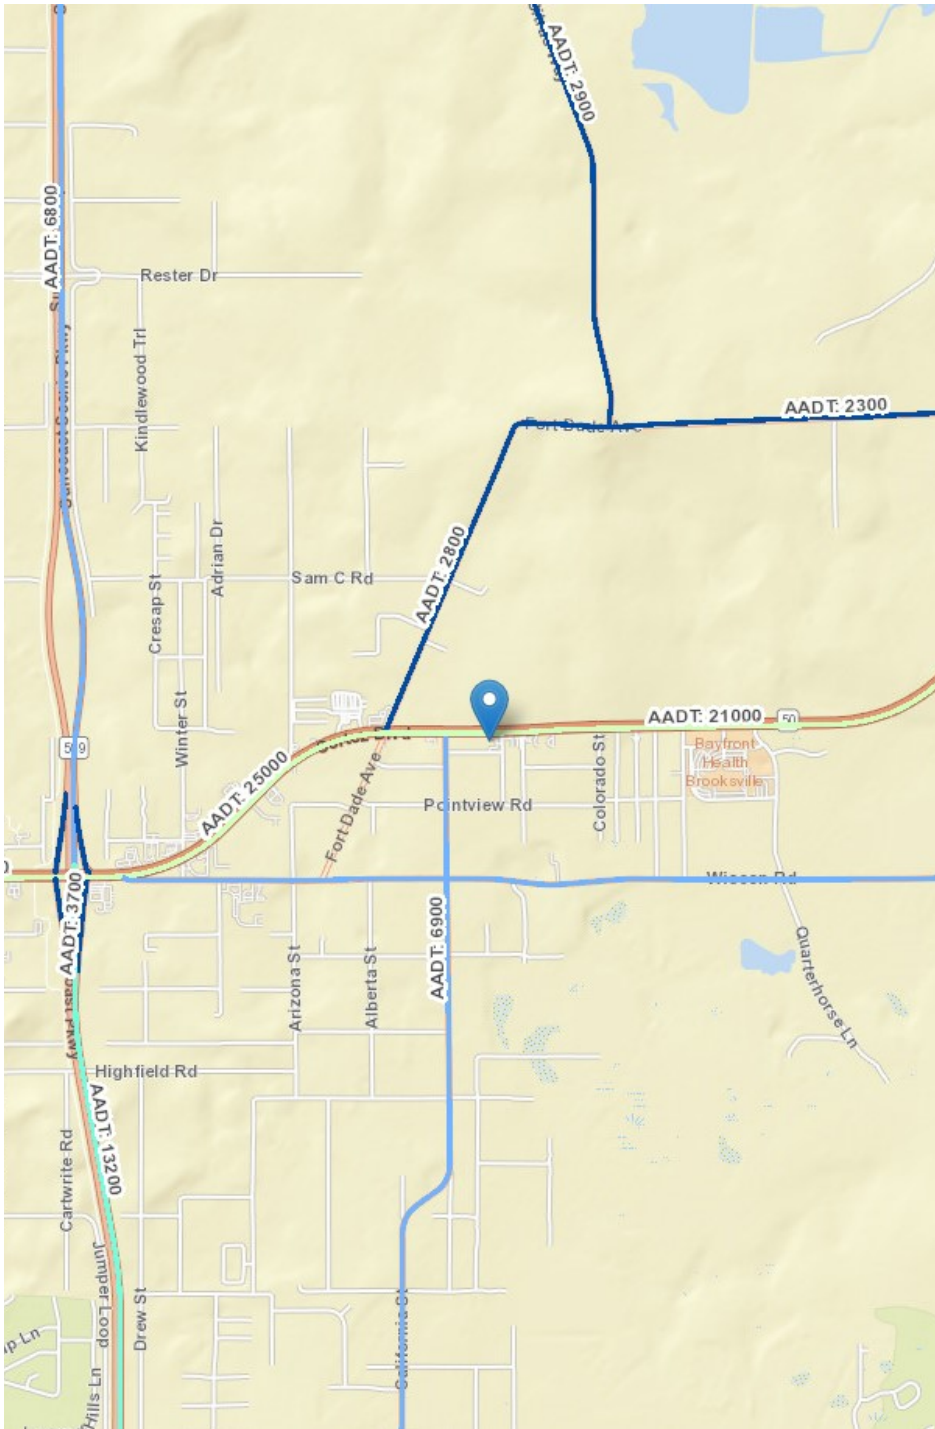 AADT: 2900
AADT: 6800
Rester Dr
Kindlewood Trl
AADT: 2300
Fort Dade Ave
AADT: 2800
Adrian Dr
Sam C Rd
Cresap St
Winter St
AADT: 21000
50
589
Bayfront
Health
Brooksville
AADT: 25000
Colorado St
Fort Dade Ave
Pointview Rd
0
Wiscon Rd
AADT: 3700
AADT: 6900
Arizona St
Alberta St
Quarterhorse Ln
Highfield Rd
AADT: 13200
Cartwrite Rd
Jumper Loop
Drew St
California St
Hills Ln